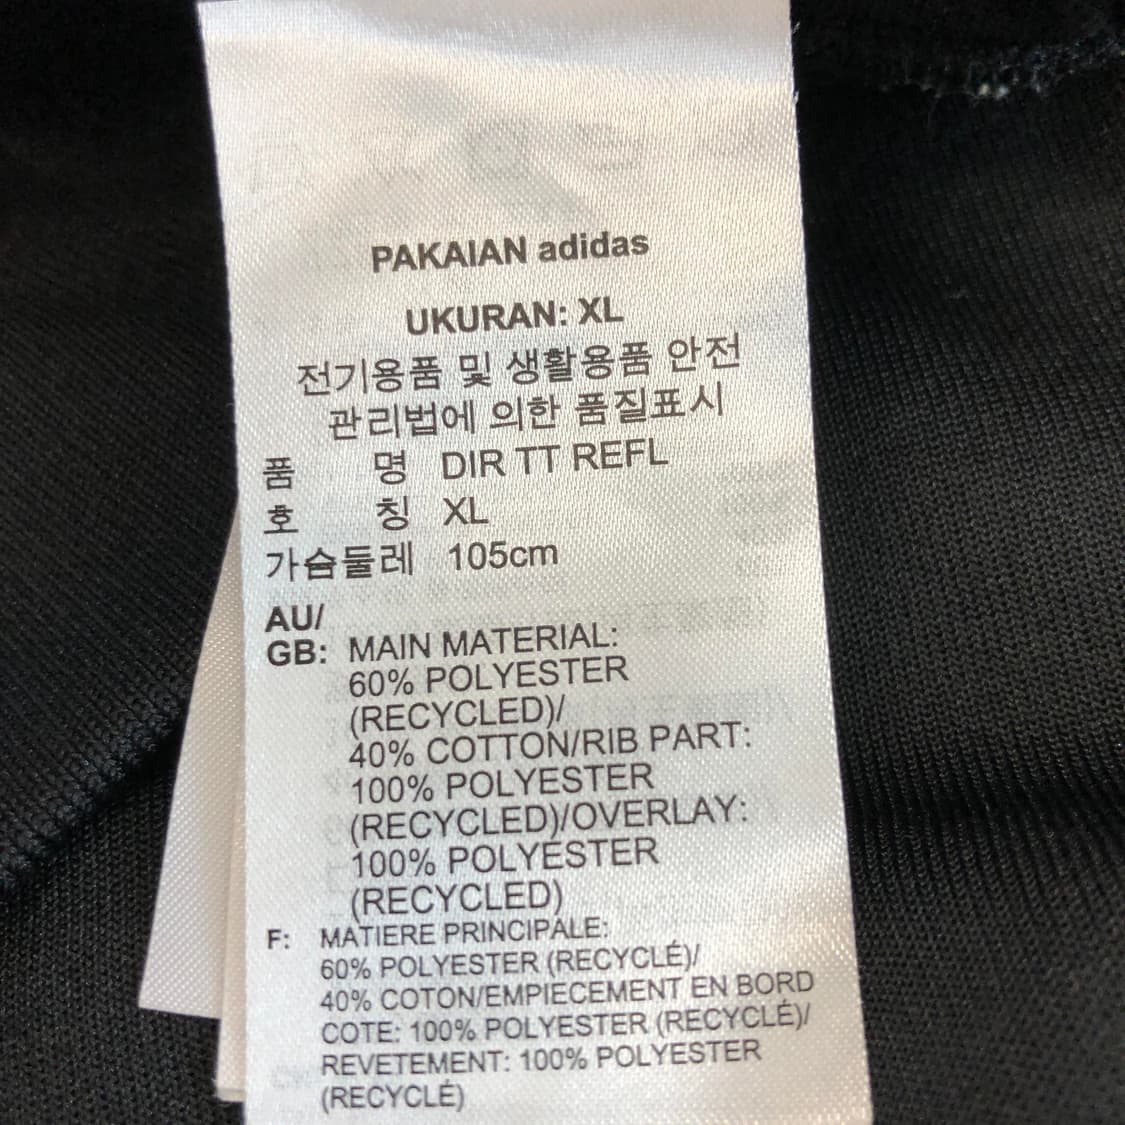 PAKAIAN adidas
UKURAN: XL
전기용품 및 생활용품 안전
관리법에 의한 품질표시
품 명 DIR TT REFL
호 칭 XL
가슴둘레 105cm
AU/
GB: MAIN MATERIAL:
60% POLYESTER
(RECYCLED)/
40% COTTON/RIB PART:
100% POLYESTER
(RECYCLED)/OVERLAY:
100% POLYESTER
(RECYCLED)
F: MATIERE PRINCIPALE:
60% POLYESTER (RECYCLÉ)/
40% COTON/EMPIECEMENT EN BORD
COTE: 100% POLYESTER (RECYCLÉ)/
REVETEMENT: 100% POLYESTER
(RECYCLÉ)